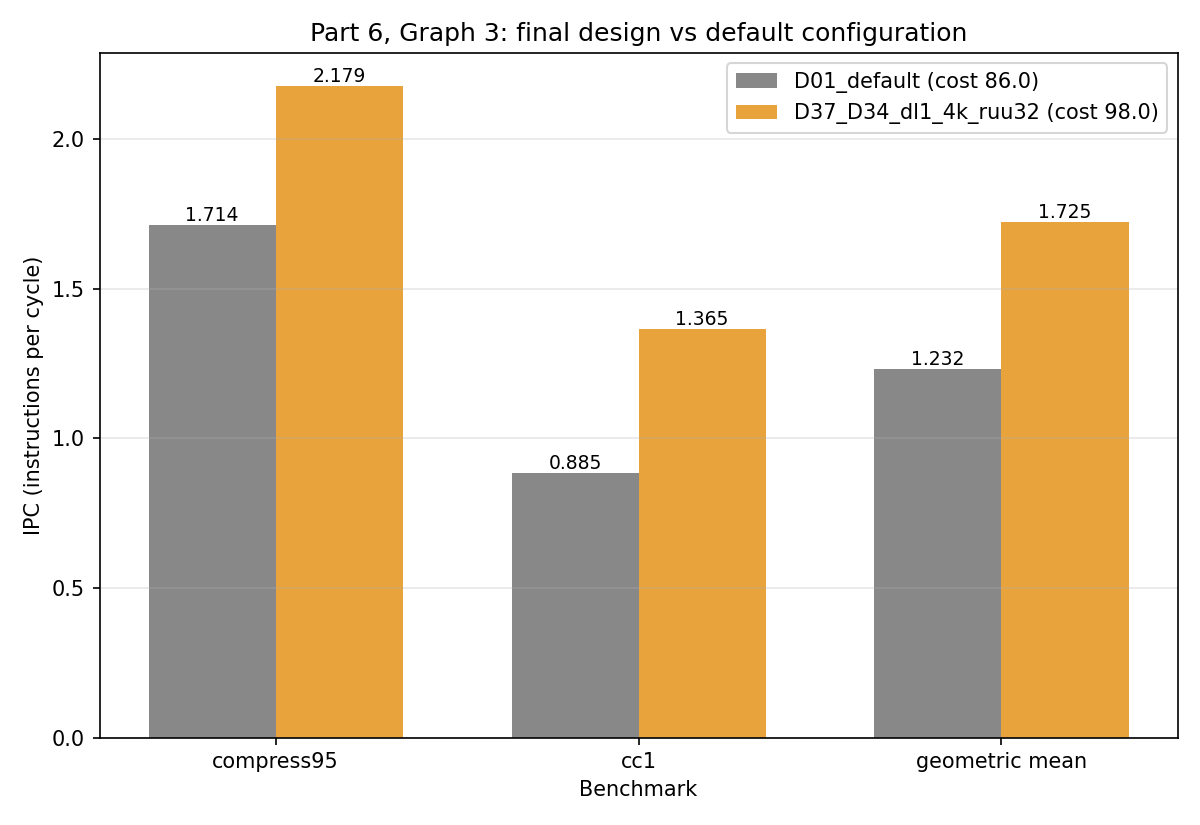 Part 6, Graph 3: final design vs default configuration
D01_default (cost 86.0)
D37_D34_dl1_4k_ruu32 (cost 98.0)
IPC (instructions per cycle)
2.0
1.5
1.0
0.5
0.0
1.714
2.179
0.885
1.365
1.232
1.725
compress95
cc1
geometric mean
Benchmark